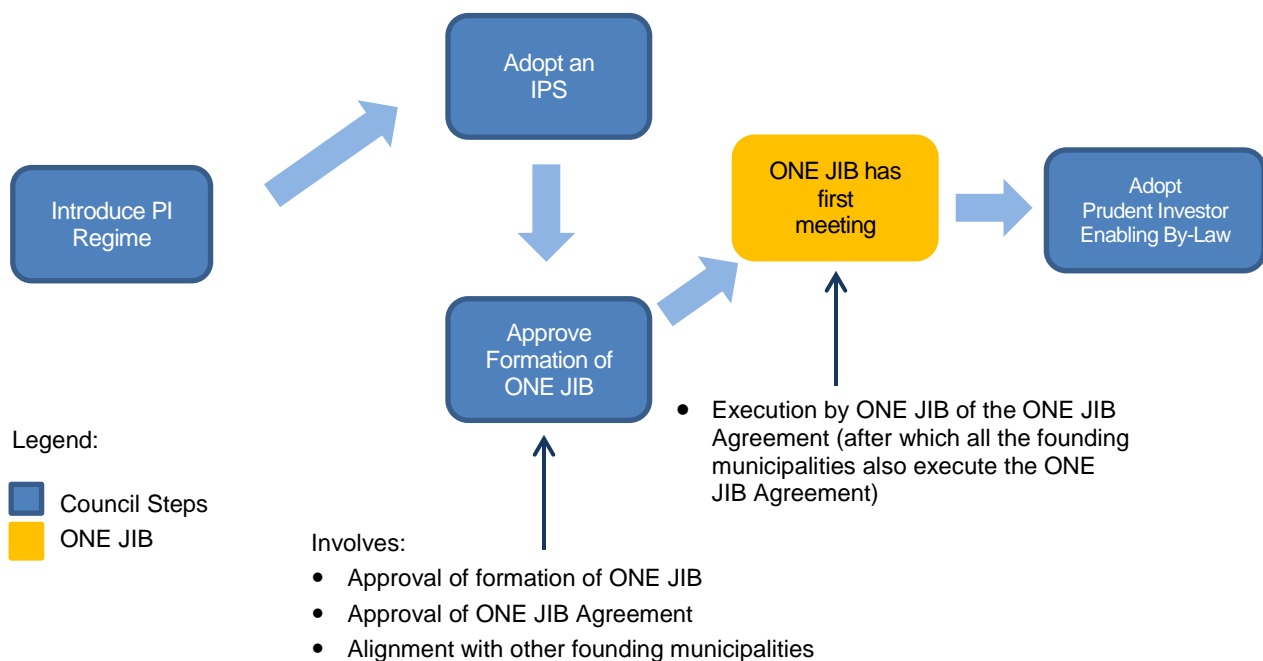 Introduce PI
Regime
Adopt an
IPS
Approve
Formation of
ONE JIB
ONE JIB has
first
meeting
Adopt
Prudent Investor
Enabling By-Law
• Execution by ONE JIB of the ONE JIB
Agreement (after which all the founding
municipalities also execute the ONE
JIB Agreement)
Legend:
Council Steps
ONE JIB
Involves:
• Approval of formation of ONE JIB
• Approval of ONE JIB Agreement
• Alignment with other founding municipalities